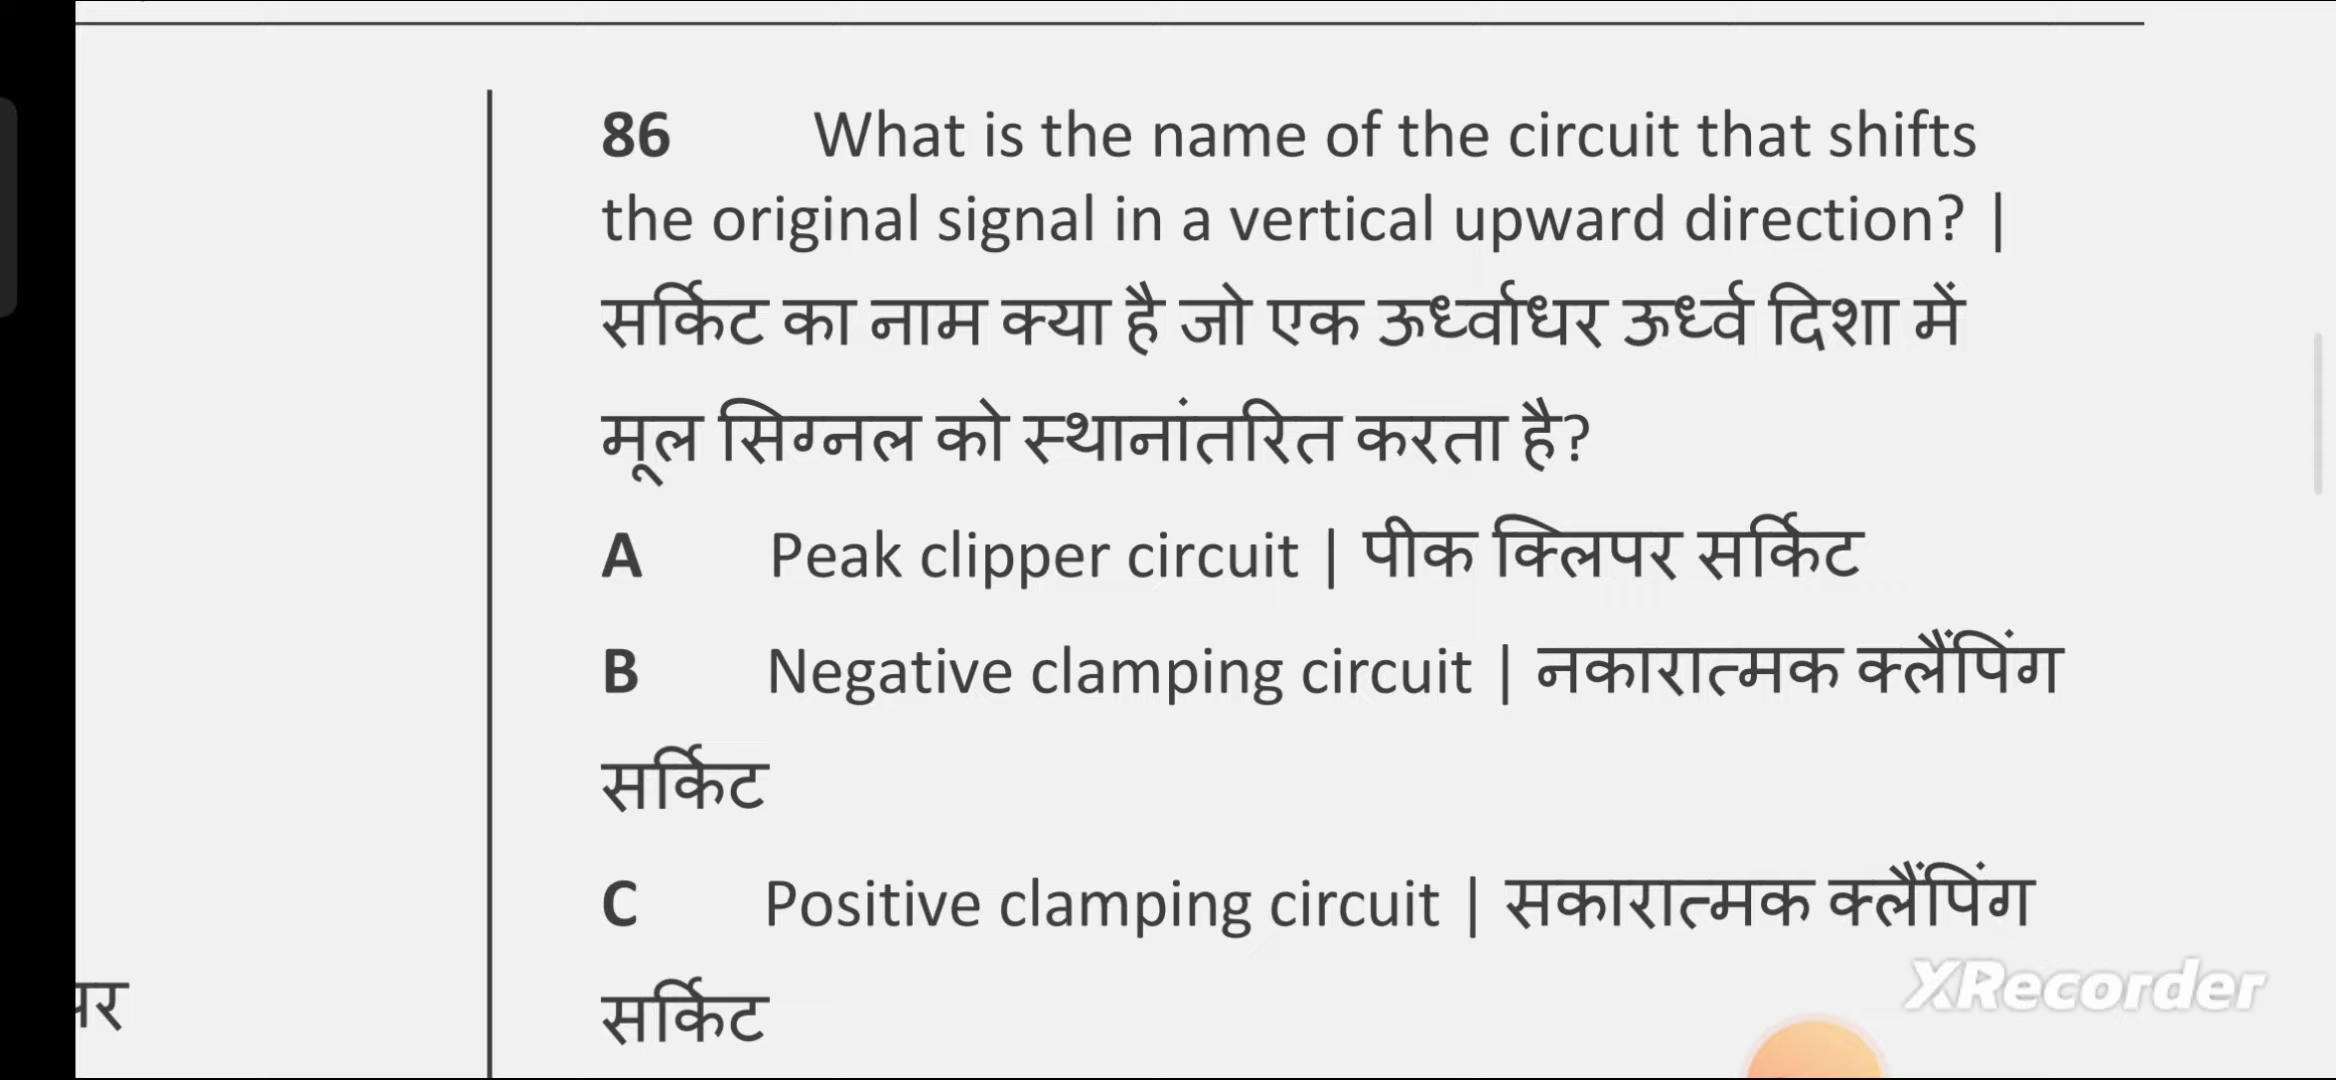 86 What is the name of the circuit that shifts
the original signal in a vertical upward direction? |
सर्किट का नाम क्या है जो एक ऊर्ध्वाधर ऊर्ध्व दिशा में
मूल सिग्नल को स्थानांतरित करता है?
A Peak clipper circuit | पीक क्लिपर सर्किट
B Negative clamping circuit | नकारात्मक क्लैंपिंग
सर्किट
C Positive clamping circuit | सकारात्मक क्लैंपिंग
सर्किट
XRecorder